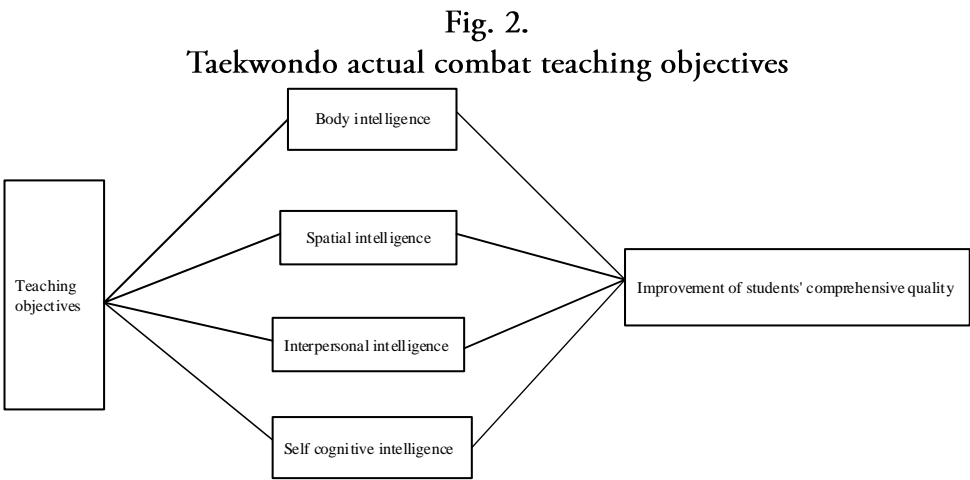 Fig. 2.
Taekwondo actual combat teaching objectives
Body intelligence
Spatial intelligence
Teaching
objectives
Improvement of students' comprehensive quality
Interpersonal intelligence
Self cognitive intelligence